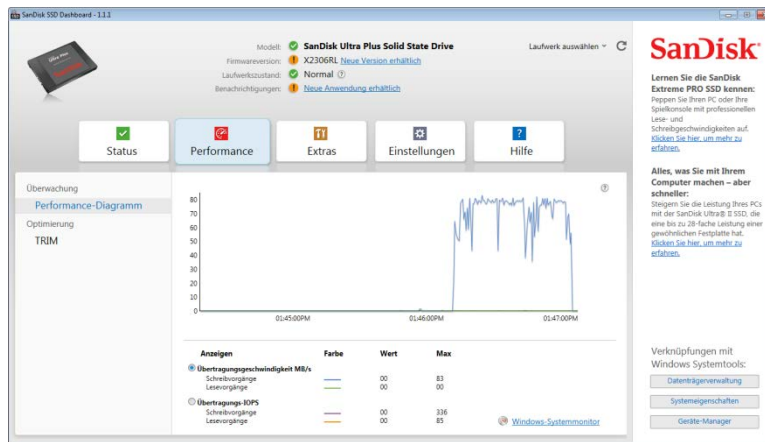 SanDisk SSD Dashboard - 1.1.1
Modell: SanDisk Ultra Plus Solid State Drive
Laufwerk auswählen
Firmwareversion: X2306RL Neue Version erhältlich
Laufwerkszustand: Normal
Benachrichtigungen: Neue Anwendung erhältlich
Status
Performance
Extras
Einstellungen
Hilfe
Überwachung
Performance-Diagramm
Optimierung
TRIM
80
70
60
50
40
30
20
10
0
01:45:00PM
01:46:00PM
01:47:00PM
Anzeigen Farbe Wert Max
Übertragungsgeschwindigkeit MB/s
Schreibvorgänge 00 83
Lesevorgänge 00 00
Übertragungs-IOPS
Schreibvorgänge 00 336
Lesevorgänge 00 85
Windows-Systemmonitor
SanDisk
Lernen Sie die SanDisk
Extreme PRO SSD kennen:
Peppen Sie Ihren PC oder Ihre
Spielkonsole mit professionellen
Lese- und
Schreibgeschwindigkeiten auf.
Klicken Sie hier, um mehr zu
erfahren.
Alles, was Sie mit Ihrem
Computer machen – aber
schneller:
Steigern Sie die Leistung Ihres PCs
mit der SanDisk Ultra® II SSD, die
eine bis zu 28-fache Leistung einer
gewöhnlichen Festplatte hat.
Klicken Sie hier, um mehr zu
erfahren.
Verknüpfungen mit
Windows Systemtools:
Datenträgerverwaltung
Systemeigenschaften
Geräte-Manager